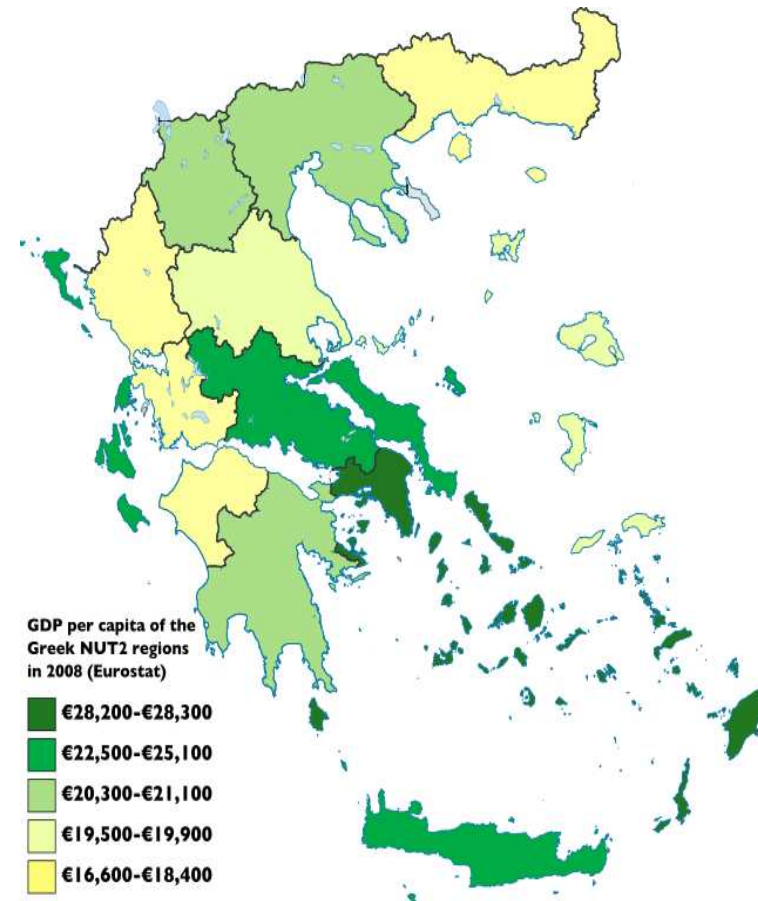 GDP per capita of the
Greek NUT2 regions
in 2008 (Eurostat)
€28,200-€28,300
€22,500-€25,100
€20,300-€21,100
€19,500-€19,900
€16,600-€18,400